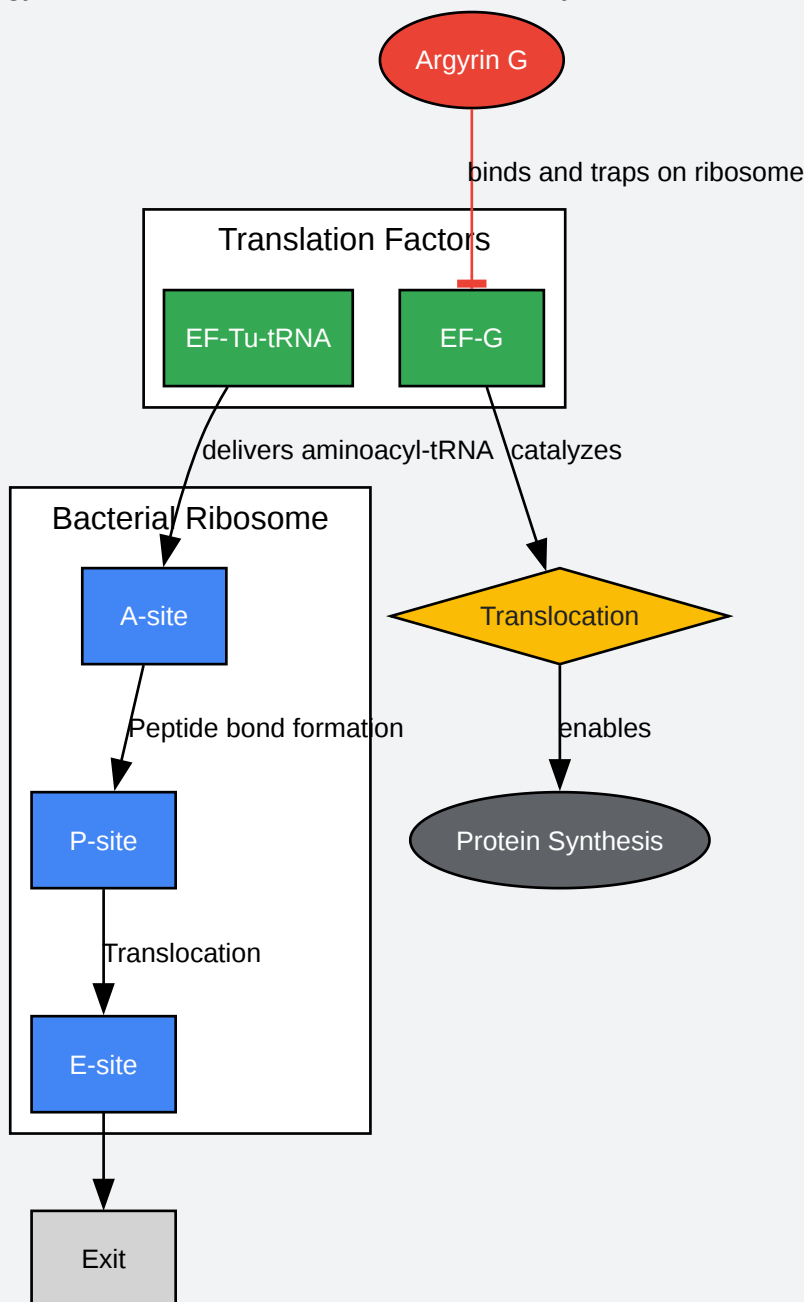 Argyrin G
binds and traps on ribosome
Translation Factors
EF-Tu-tRNA
EF-G
delivers aminoacyl-tRNA
catalyzes
Bacterial Ribosome
A-site
Translocation
Peptide bond formation
enables
P-site
Protein Synthesis
Translocation
E-site
Exit